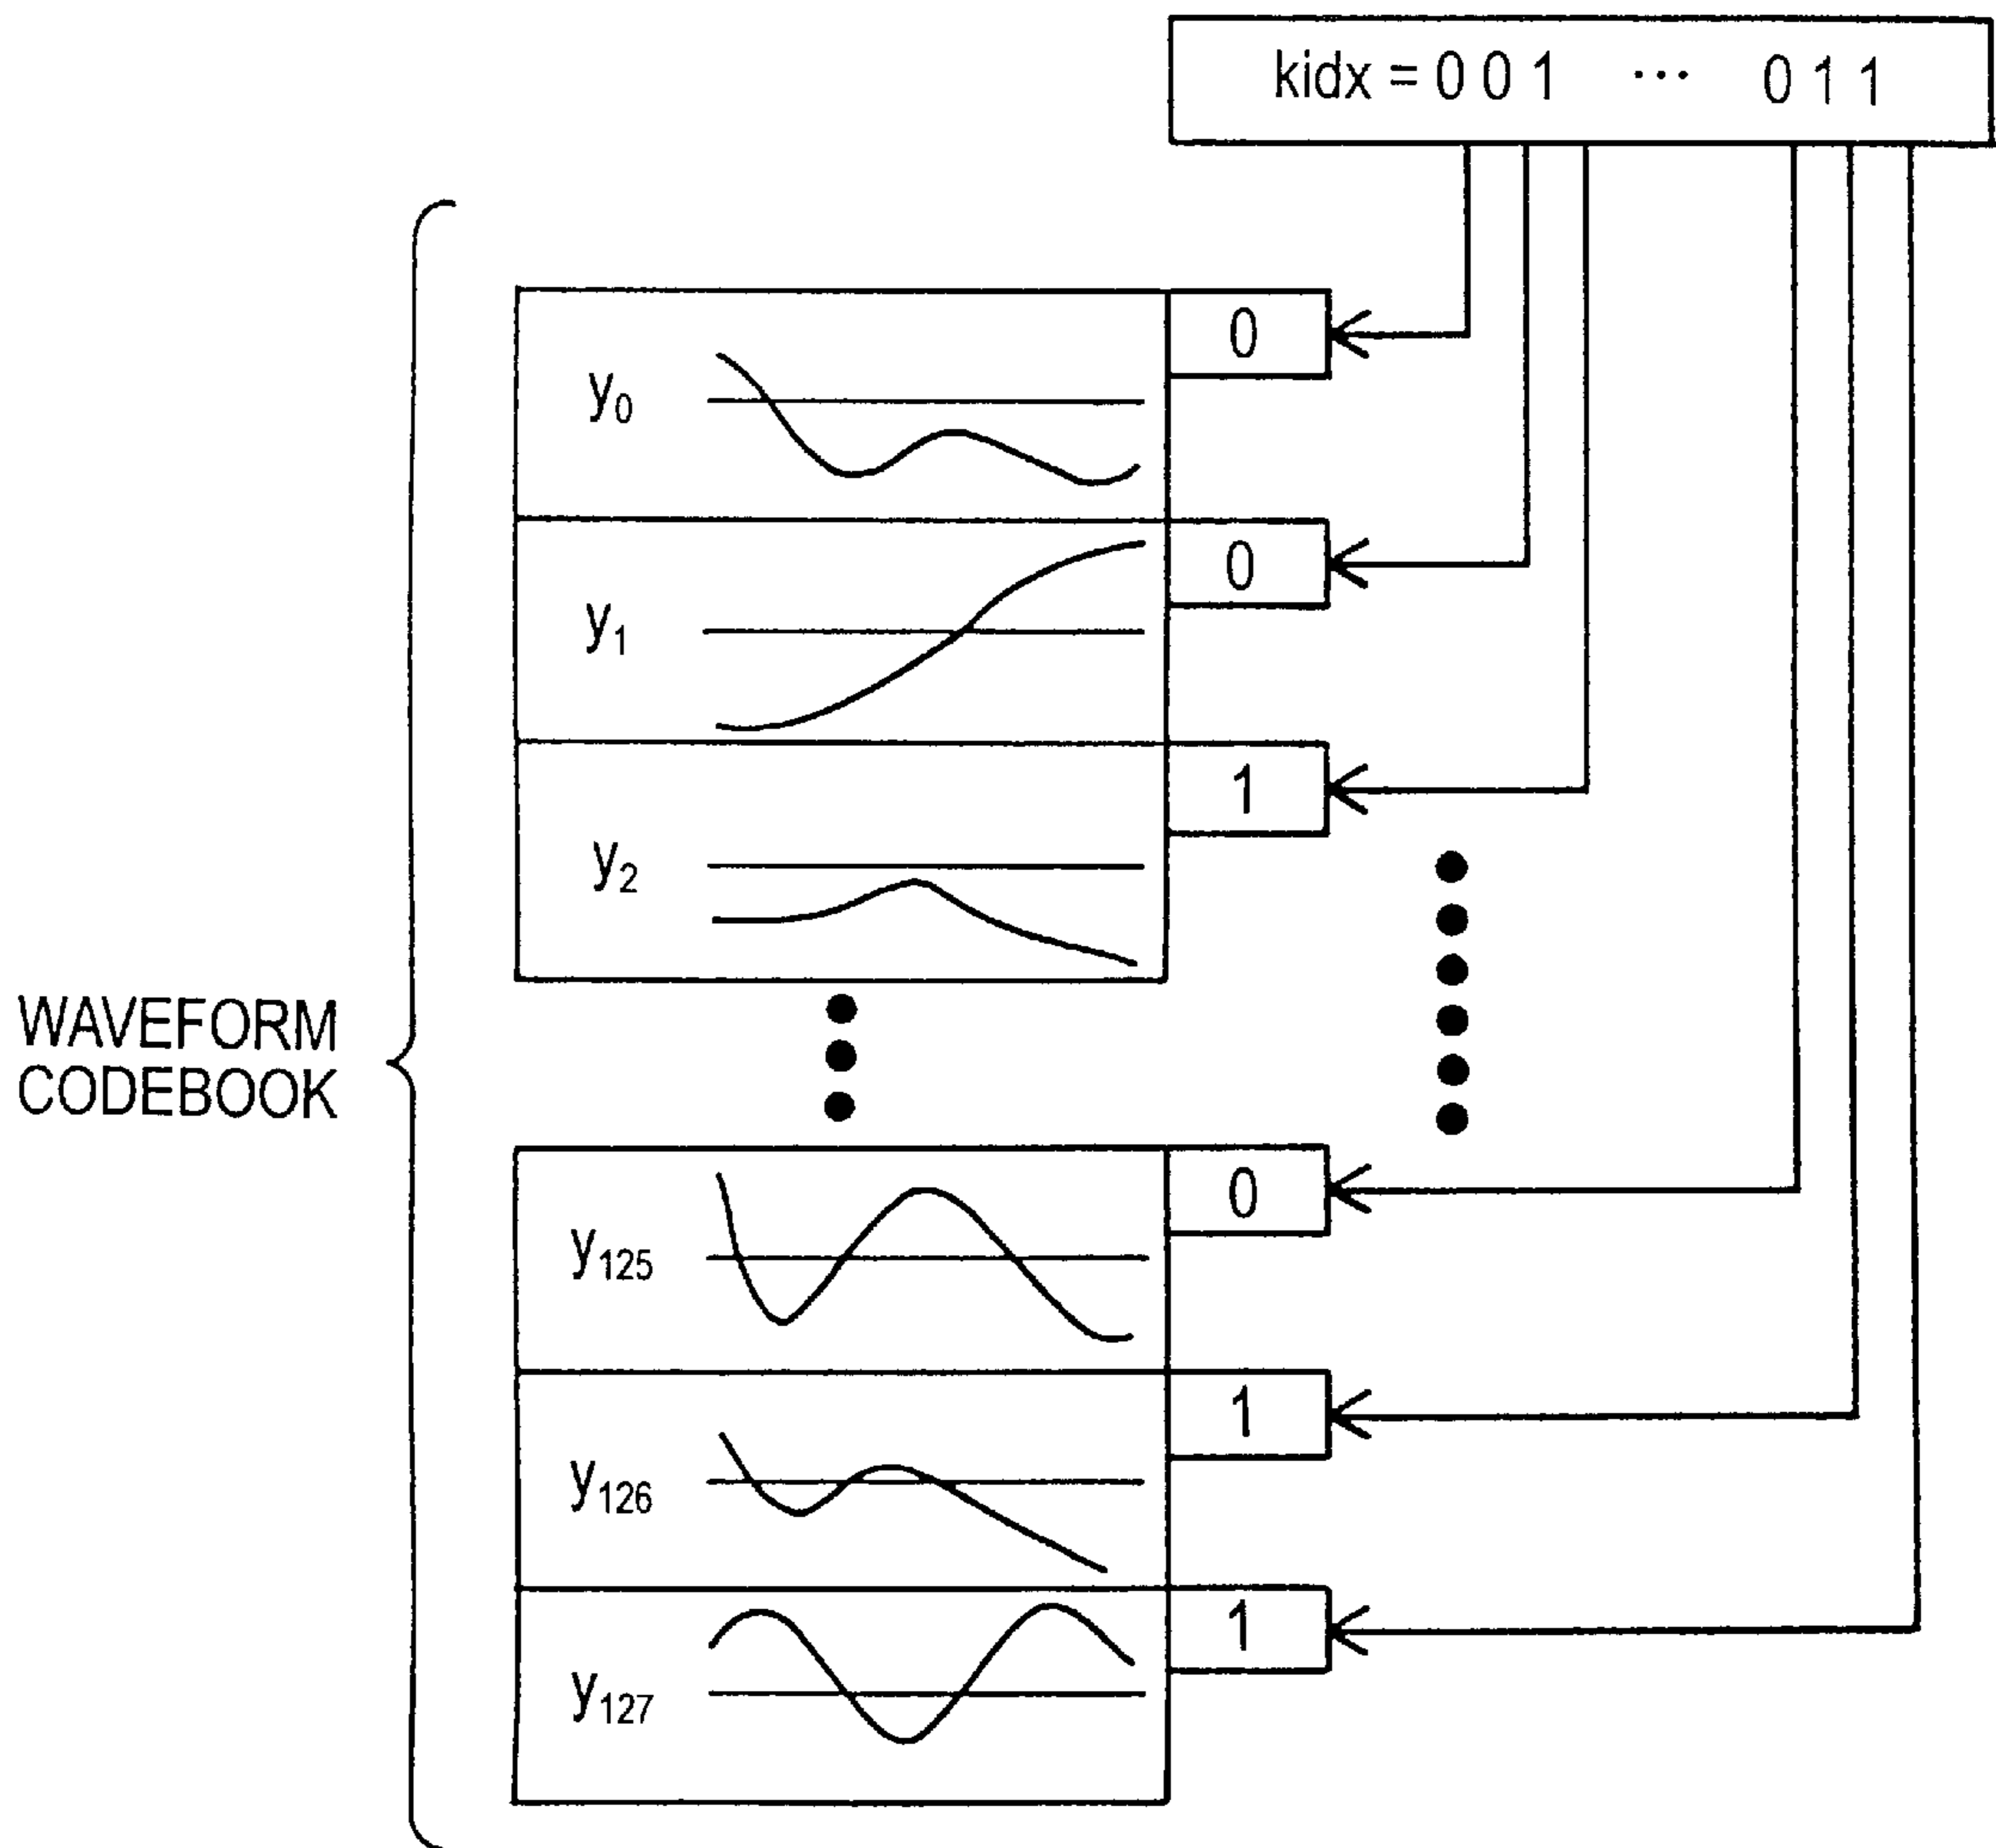 kidx = 0 0 1 ··· 0 1 1
y0
0
y1
0
y2
1
WAVEFORM
CODEBOOK
y125
0
y126
1
y127
1